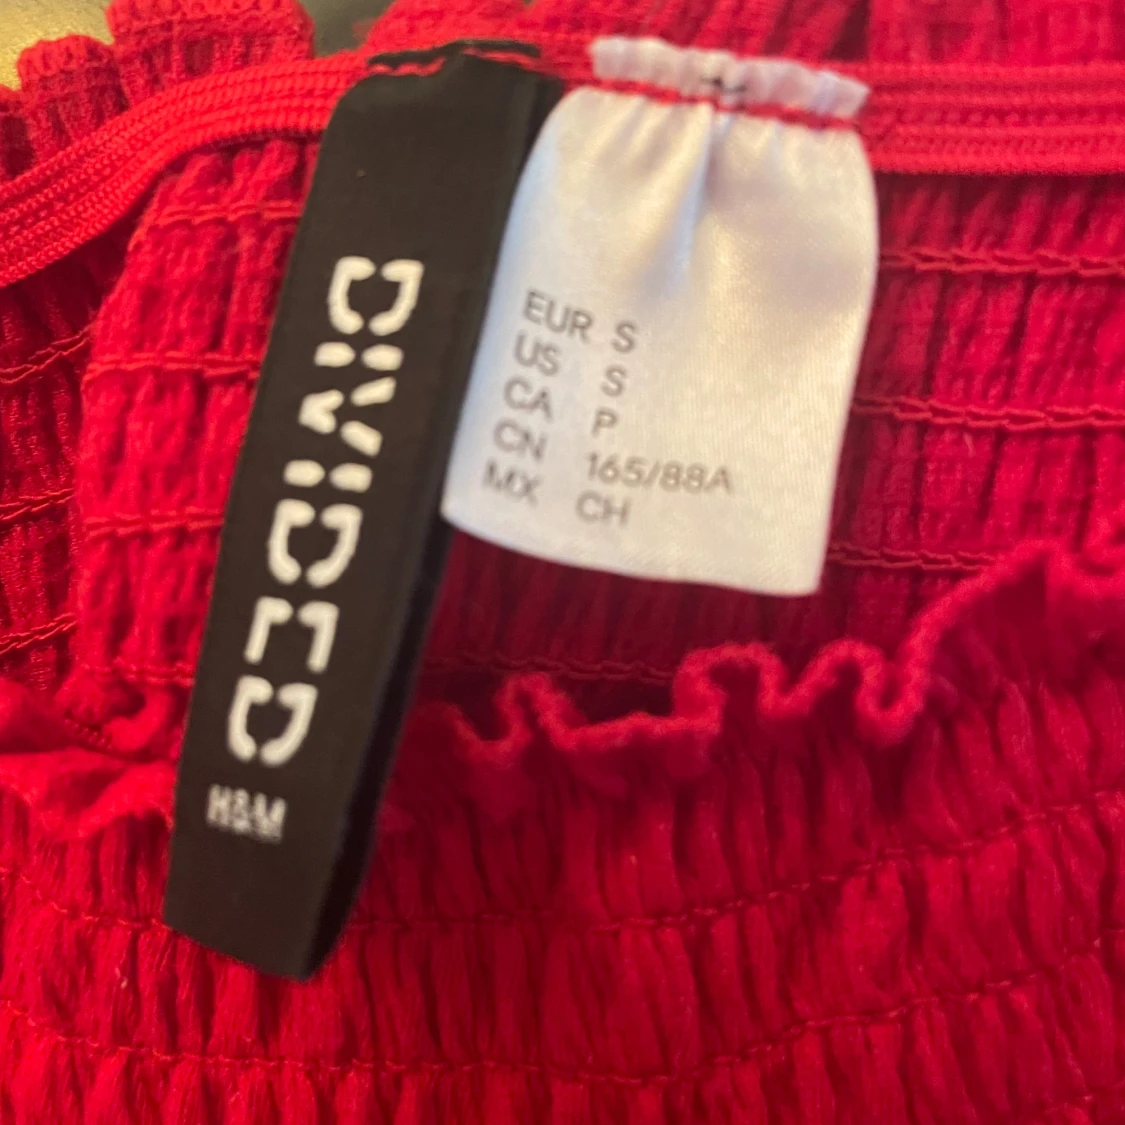 DIVIDED
H&M
EUR S
US S
CA P
CN 165/88A
MX CH